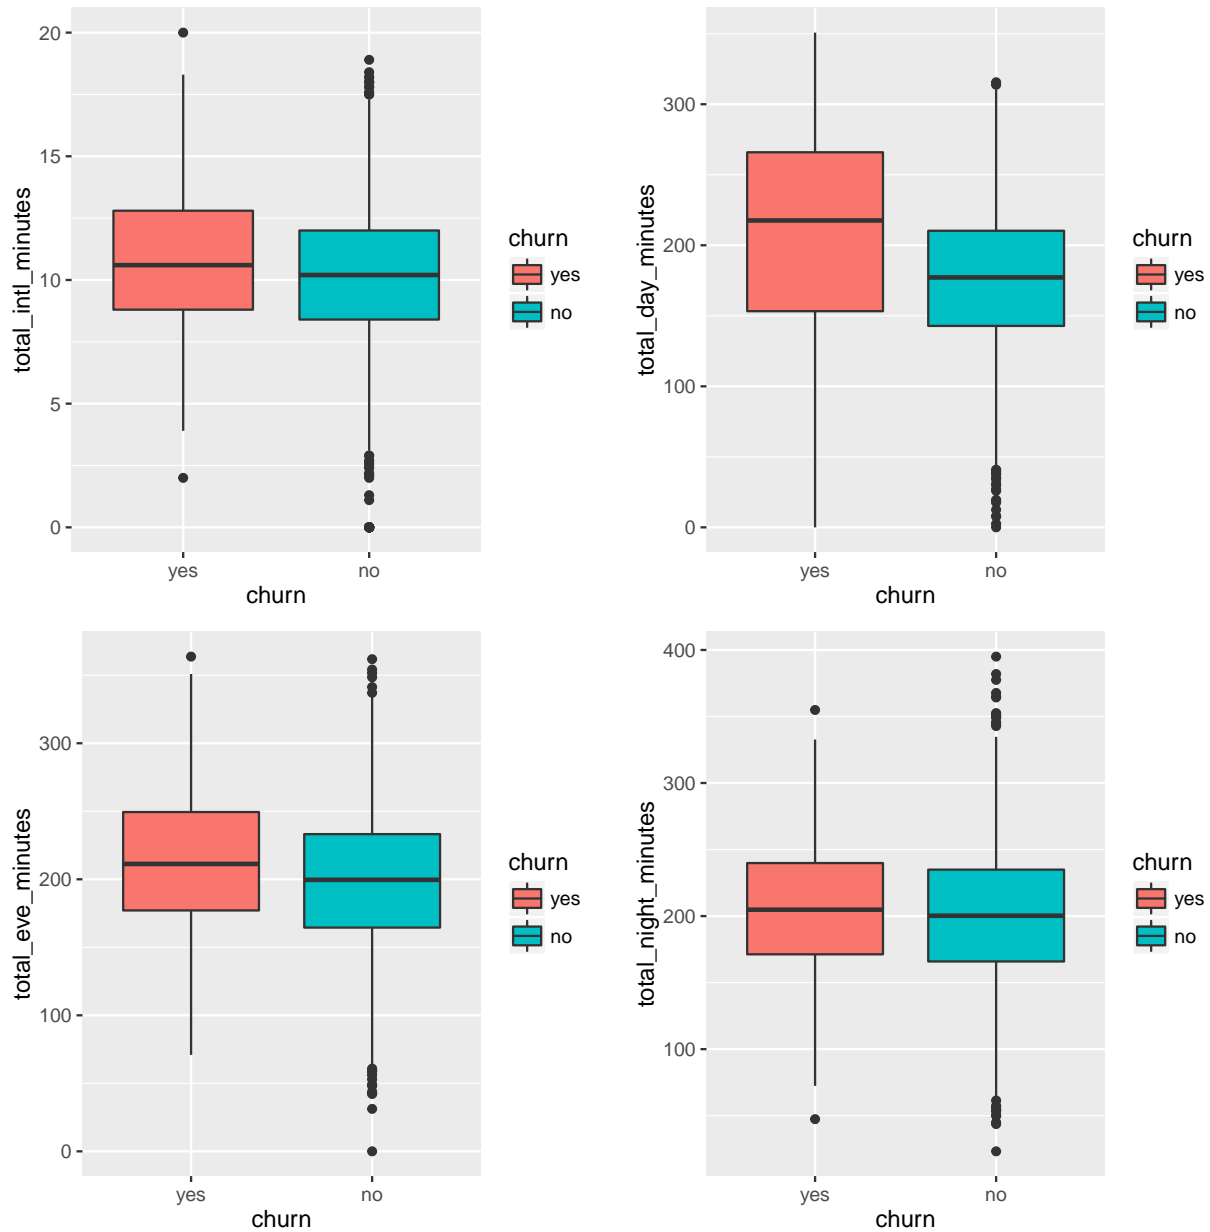 total_intl_minutes
20
15
10
5
0
yes no
churn
churn
yes
no
total_day_minutes
300
200
100
0
yes no
churn
churn
yes
no
total_eve_minutes
300
200
100
0
yes no
churn
churn
yes
no
total_night_minutes
400
300
200
100
yes no
churn
churn
yes
no